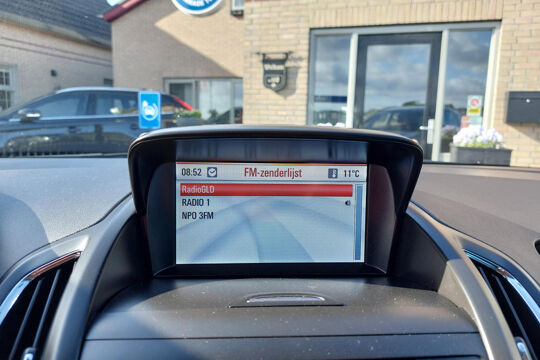 08:52 FM-zenderlijst 11°C
RadioGLD
RADIO 1
NPO 3FM